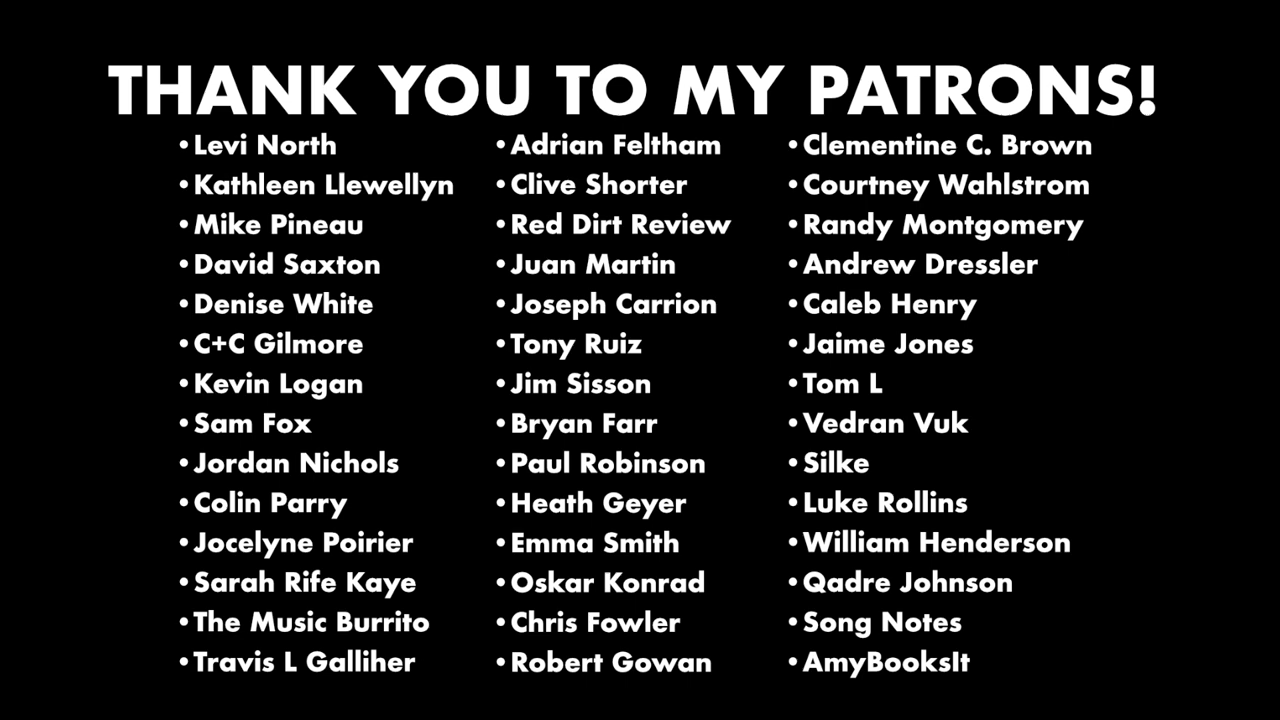 THANK YOU TO MY PATRONS!
• Levi North
• Kathleen Llewellyn
• Mike Pineau
• David Saxton
• Denise White
• C+C Gilmore
• Kevin Logan
• Sam Fox
• Jordan Nichols
• Colin Parry
• Jocelyne Poirier
• Sarah Rife Kaye
• The Music Burrito
• Travis L Galliher
• Adrian Feltham
• Clive Shorter
• Red Dirt Review
• Juan Martin
• Joseph Carrion
• Tony Ruiz
• Jim Sisson
• Bryan Farr
• Paul Robinson
• Heath Geyer
• Emma Smith
• Oskar Konrad
• Chris Fowler
• Robert Gowan
• Clementine C. Brown
• Courtney Wahlstrom
• Randy Montgomery
• Andrew Dressler
• Caleb Henry
• Jaime Jones
• Tom L
• Vedran Vuk
• Silke
• Luke Rollins
• William Henderson
• Qadre Johnson
• Song Notes
• AmyBooksIt